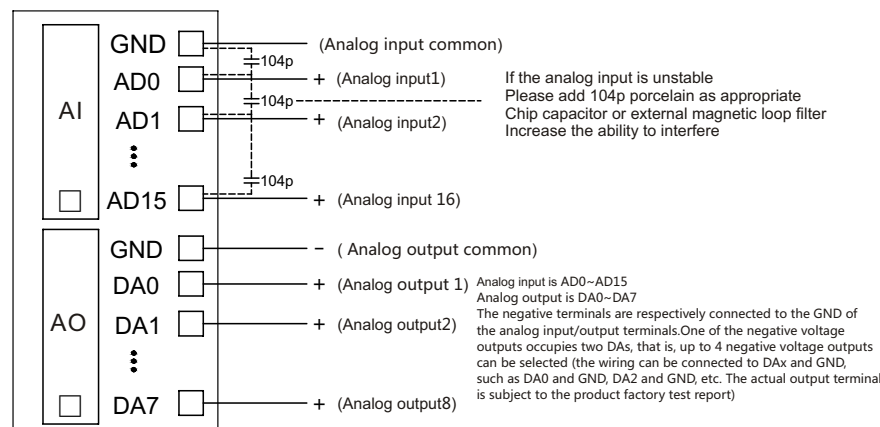 GND (Analog input common)
104p
AD0 + (Analog input1)
104p
AI
AD1 + (Analog input2)
104p
AD15 + (Analog input 16)
If the analog input is unstable
Please add 104p porcelain as appropriate
Chip capacitor or external magnetic loop filter
Increase the ability to interfere
GND - ( Analog output common)
DA0 + (Analog output 1)
AO
DA1 + (Analog output2)
DA7 + (Analog output8)
Analog input is AD0~AD15
Analog output is DA0~DA7
The negative terminals are respectively connected to the GND of
the analog input/output terminals.One of the negative voltage
outputs occupies two DAs, that is, up to 4 negative voltage outputs
can be selected (the wiring can be connected to DAx and GND,
such as DA0 and GND, DA2 and GND, etc. The actual output terminal
is subject to the product factory test report)